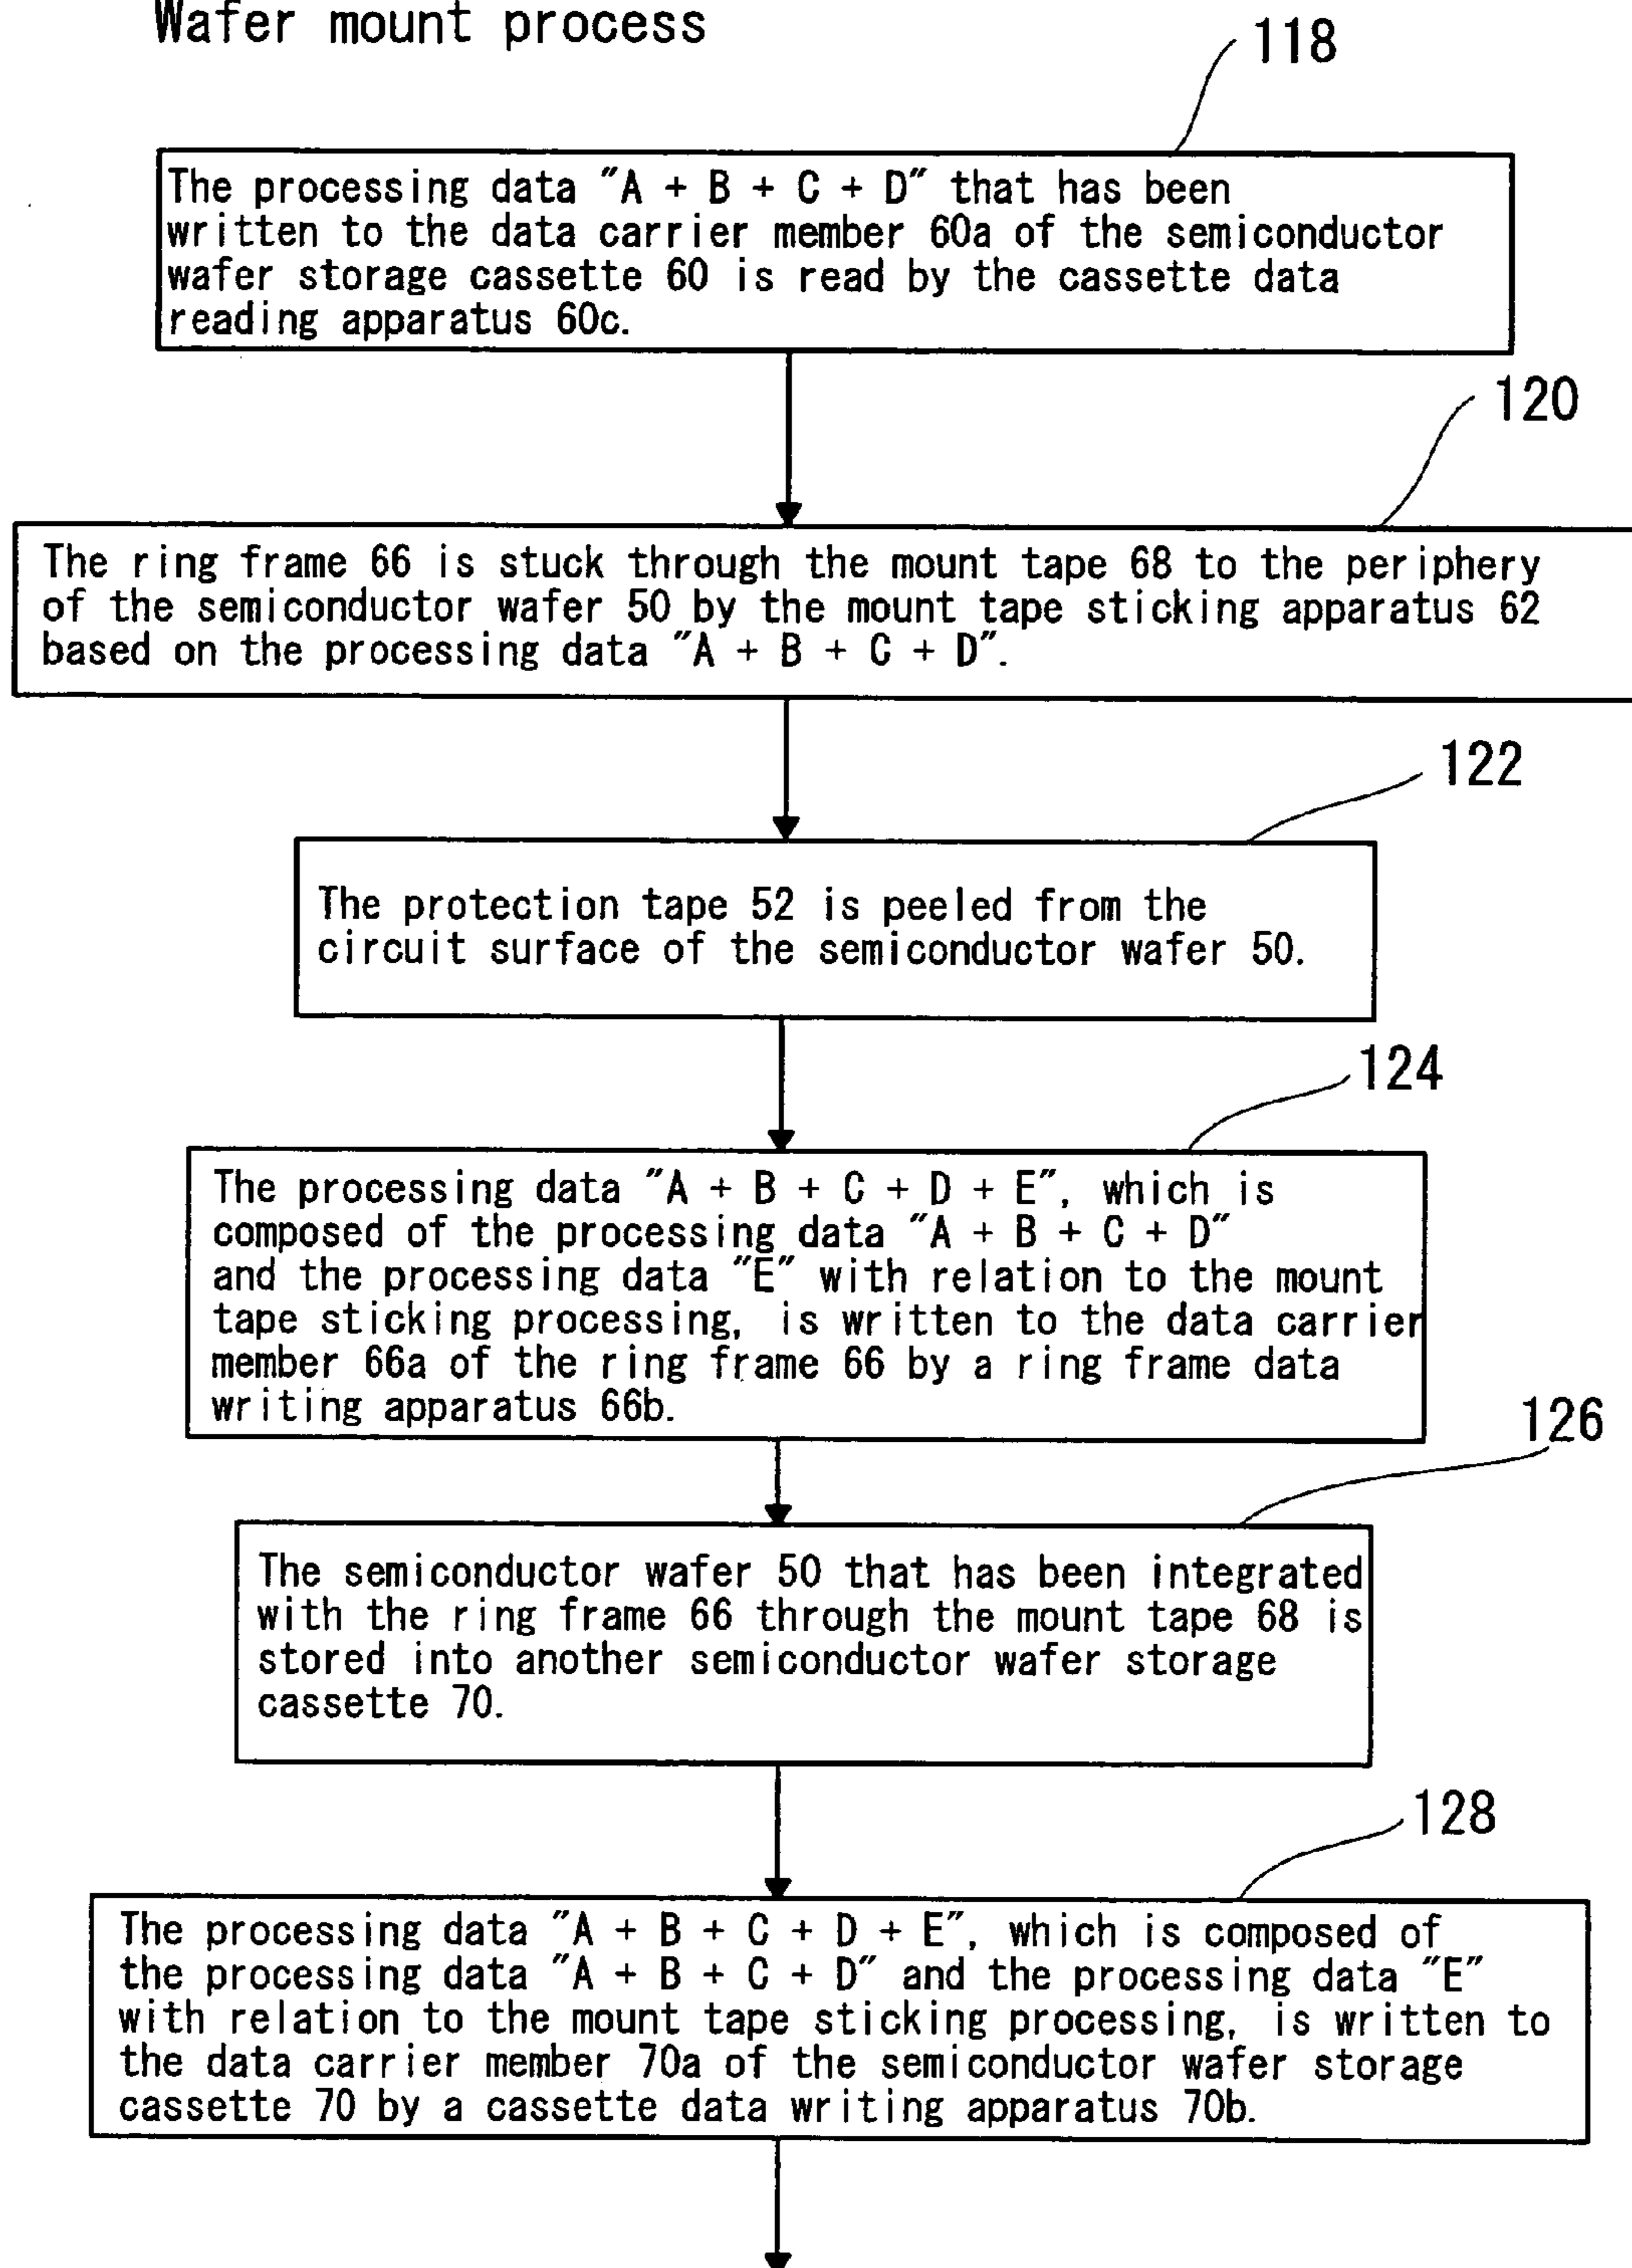 Wafer mount process
118
The processing data "A + B + C + D" that has been
written to the data carrier member 60a of the semiconductor
wafer storage cassette 60 is read by the cassette data
reading apparatus 60c.
120
The ring frame 66 is stuck through the mount tape 68 to the periphery
of the semiconductor wafer 50 by the mount tape sticking apparatus 62
based on the processing data "A + B + C + D".
122
The protection tape 52 is peeled from the
circuit surface of the semiconductor wafer 50.
124
The processing data "A + B + C + D + E", which is
composed of the processing data "A + B + C + D"
and the processing data "E" with relation to the mount
tape sticking processing, is written to the data carrier
member 66a of the ring frame 66 by a ring frame data
writing apparatus 66b.
126
The semiconductor wafer 50 that has been integrated
with the ring frame 66 through the mount tape 68 is
stored into another semiconductor wafer storage
cassette 70.
128
The processing data "A + B + C + D + E", which is composed of
the processing data "A + B + C + D" and the processing data "E"
with relation to the mount tape sticking processing, is written to
the data carrier member 70a of the semiconductor wafer storage
cassette 70 by a cassette data writing apparatus 70b.